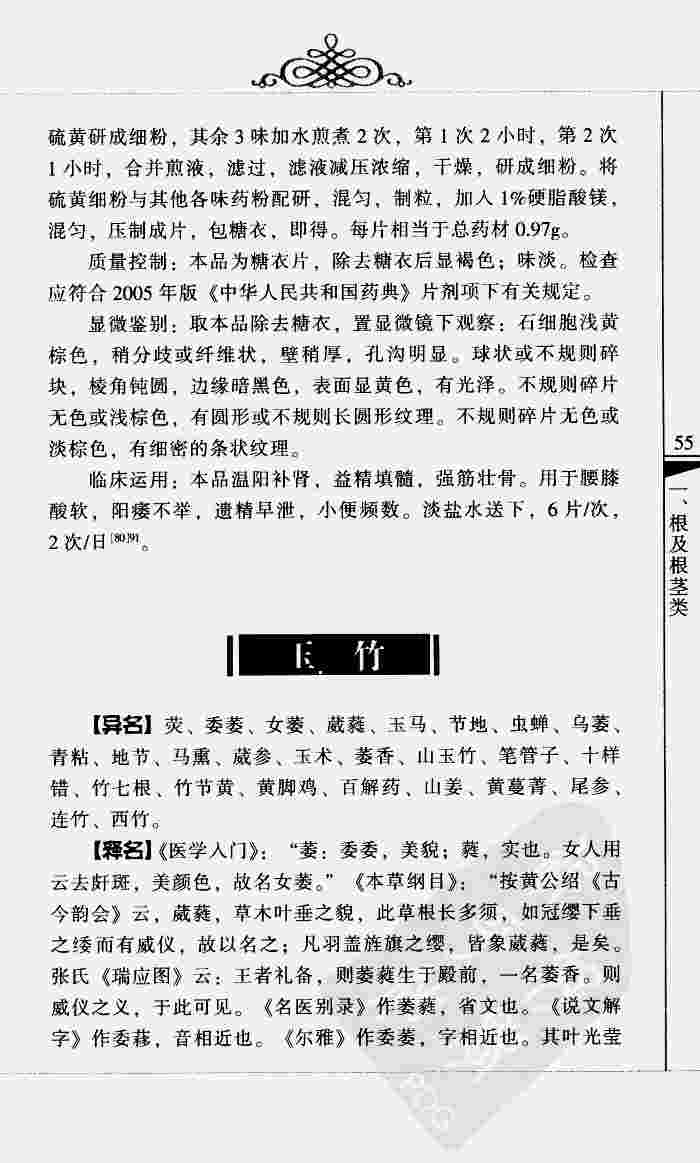 硫黄研成细粉，其余3味加水煎煮2次，第1次2小时，第2次
1小时，合并煎液，滤过，滤液减压浓缩，干燥，研成细粉。将
硫黄细粉与其他各味药粉配研，混匀，制粒，加入1%硬脂酸镁，
混匀，压制成片，包糖衣，即得。每片相当于总药材0.97g。
质量控制：本品为糖衣片，除去糖衣后显褐色；味淡。检查
应符合2005年版《中华人民共和国药典》片剂项下有关规定。
显微鉴别：取本品除去糖衣，置显微镜下观察：石细胞浅黄
棕色，稍分歧或纤维状，壁稍厚，孔沟明显。球状或不规则碎
块，棱角钝圆，边缘暗黑色，表面显黄色，有光泽。不规则碎片
无色或浅棕色，有圆形或不规则长圆形纹理。不规则碎片无色或
淡棕色，有细密的条状纹理。
临床运用：本品温阳补肾，益精填髓，强筋壮骨。用于腰膝
酸软，阳痿不举，遗精早泄，小便频数。淡盐水送下，6片/次，
2次/日[80]91。
55
一、根及根茎类
玉竹
【异名】荧、委萎、女萎、葳蕤、玉马、节地、虫蝉、乌萎、
青粘、地节、马熏、葳参、玉术、萎香、山玉竹、笔管子、十样
错、竹七根、竹节黄、黄脚鸡、百解药、山姜、黄蔓菁、尾参、
连竹、西竹。
【释名】《医学入门》：“萎：委委，美貌；蕤，实也。女人用
云去皯斑，美颜色，故名女萎。”《本草纲目》：“按黄公绍《古
今韵会》云，葳蕤，草木叶垂之貌，此草根长多须，如冠缨下垂
之緌而有威仪，故以名之；凡羽盖旌旗之缨，皆象葳蕤，是矣。
张氏《瑞应图》云：王者礼备，则萎蕤生于殿前，一名萎香。则
威仪之义，于此可见。《名医别录》作萎蕤，省文也。《说文解
字》作委𦿆，音相近也。《尔雅》作委萎，字相近也。其叶光莹
PDG